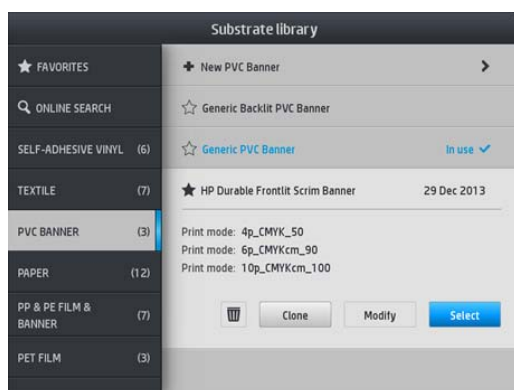 Substrate library
FAVORITES
ONLINE SEARCH
SELF-ADHESIVE VINYL (6)
TEXTILE (7)
PVC BANNER (3)
PAPER (12)
PP & PE FILM &
BANNER (7)
PET FILM (3)
New PVC Banner
Generic Backlit PVC Banner
Generic PVC Banner In use
HP Durable Frontlit Scrim Banner 29 Dec 2013
Print mode: 4p_CMYK_50
Print mode: 6p_CMYKcm_90
Print mode: 10p_CMYKcm_100
Clone Modify Select